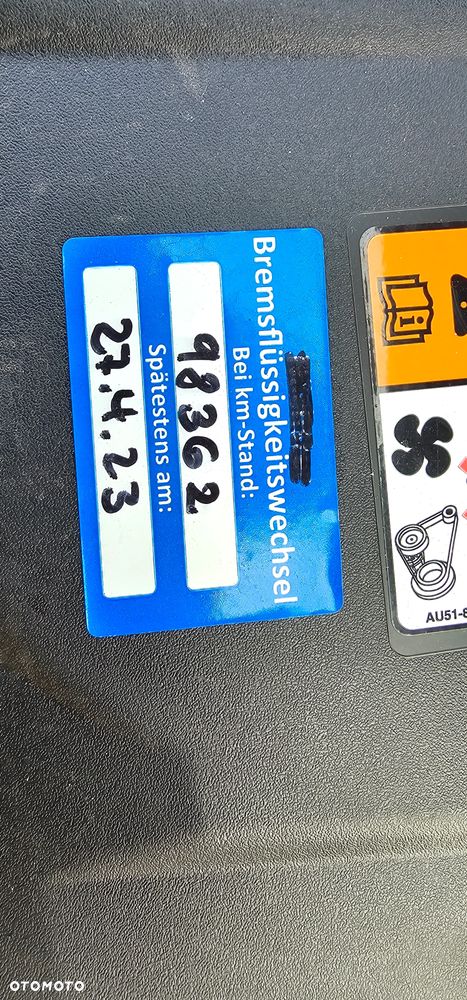 Bremsflüssigkeitswechsel
Bei km-Stand:
98362
Spätestens am:
27.4.23
AU51-8
OTOMOTO